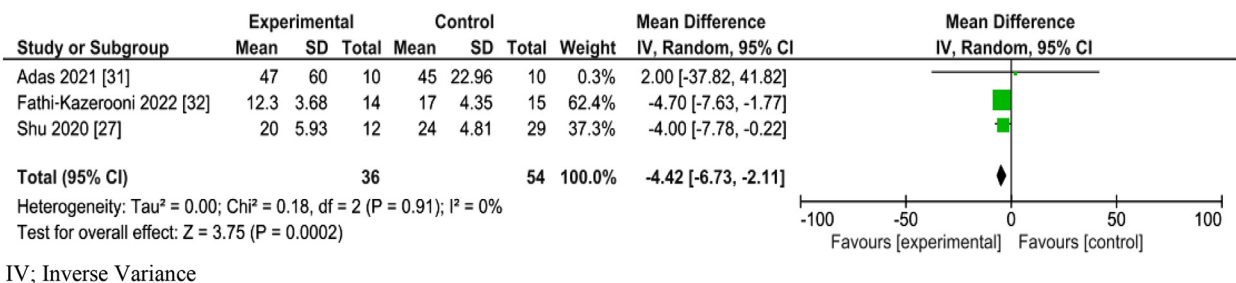 Experimental Control Mean Difference Mean Difference
Study or Subgroup Mean SD Total Mean SD Total Weight IV, Random, 95% CI IV, Random, 95% CI
Adas 2021 [31] 47 60 10 45 22.96 10 0.3% 2.00 [-37.82, 41.82]
Fathi-Kazerooni 2022 [32] 12.3 3.68 14 17 4.35 15 62.4% -4.70 [-7.63, -1.77]
Shu 2020 [27] 20 5.93 12 24 4.81 29 37.3% -4.00 [-7.78, -0.22]
Total (95% CI) 36 54 100.0% -4.42 [-6.73, -2.11]
Heterogeneity: Tau² = 0.00; Chi² = 0.18, df = 2 (P = 0.91); I² = 0%
Test for overall effect: Z = 3.75 (P = 0.0002)
-100 -50 0 50 100
Favours [experimental] Favours [control]
IV; Inverse Variance